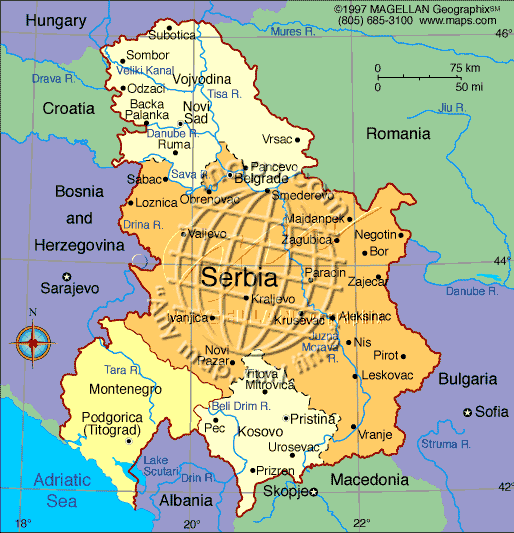 ©1997 MAGELLAN Geographix℠
(805) 685-3100 www.maps.com
Hungary
Subotica
Mures R.
46°
Sombor
Veliki Kanal
Vojvodina
0 75 km
0 50 mi
Drava R.
Odzaci
Tisa R.
Croatia
Backa
Palanka
Novi
Sad
Jiu R.
Danube R.
Ruma
Vrsac
Romania
Sabac
Sava R.
Pancevo
Belgrade
Bosnia
and
Herzegovina
Loznica
Obrenovac
Smederevo
Drina R.
Majdanpek
Valjevo
Zagubica
Negotin
Bor
44°
Sarajevo
Serbia
Paracin
Zajecar
Danube R.
Kraljevo
N
Ivanjica
Krusevac
Aleksinac
Juzna
Morava
R.
Nis
Novi
Pazar
Pirot
Tara R.
Titova
Mitrovica
Leskovac
Bulgaria
Montenegro
Beli Drim R.
Podgorica
(Titograd)
Pec
Kosovo
Pristina
Sofia
Vranje
Struma R.
Urosevac
Lake
Scutari
Adriatic
Sea
Drin R.
Prizren
Macedonia
Skopje
Albania
42°
18°
20°
22°